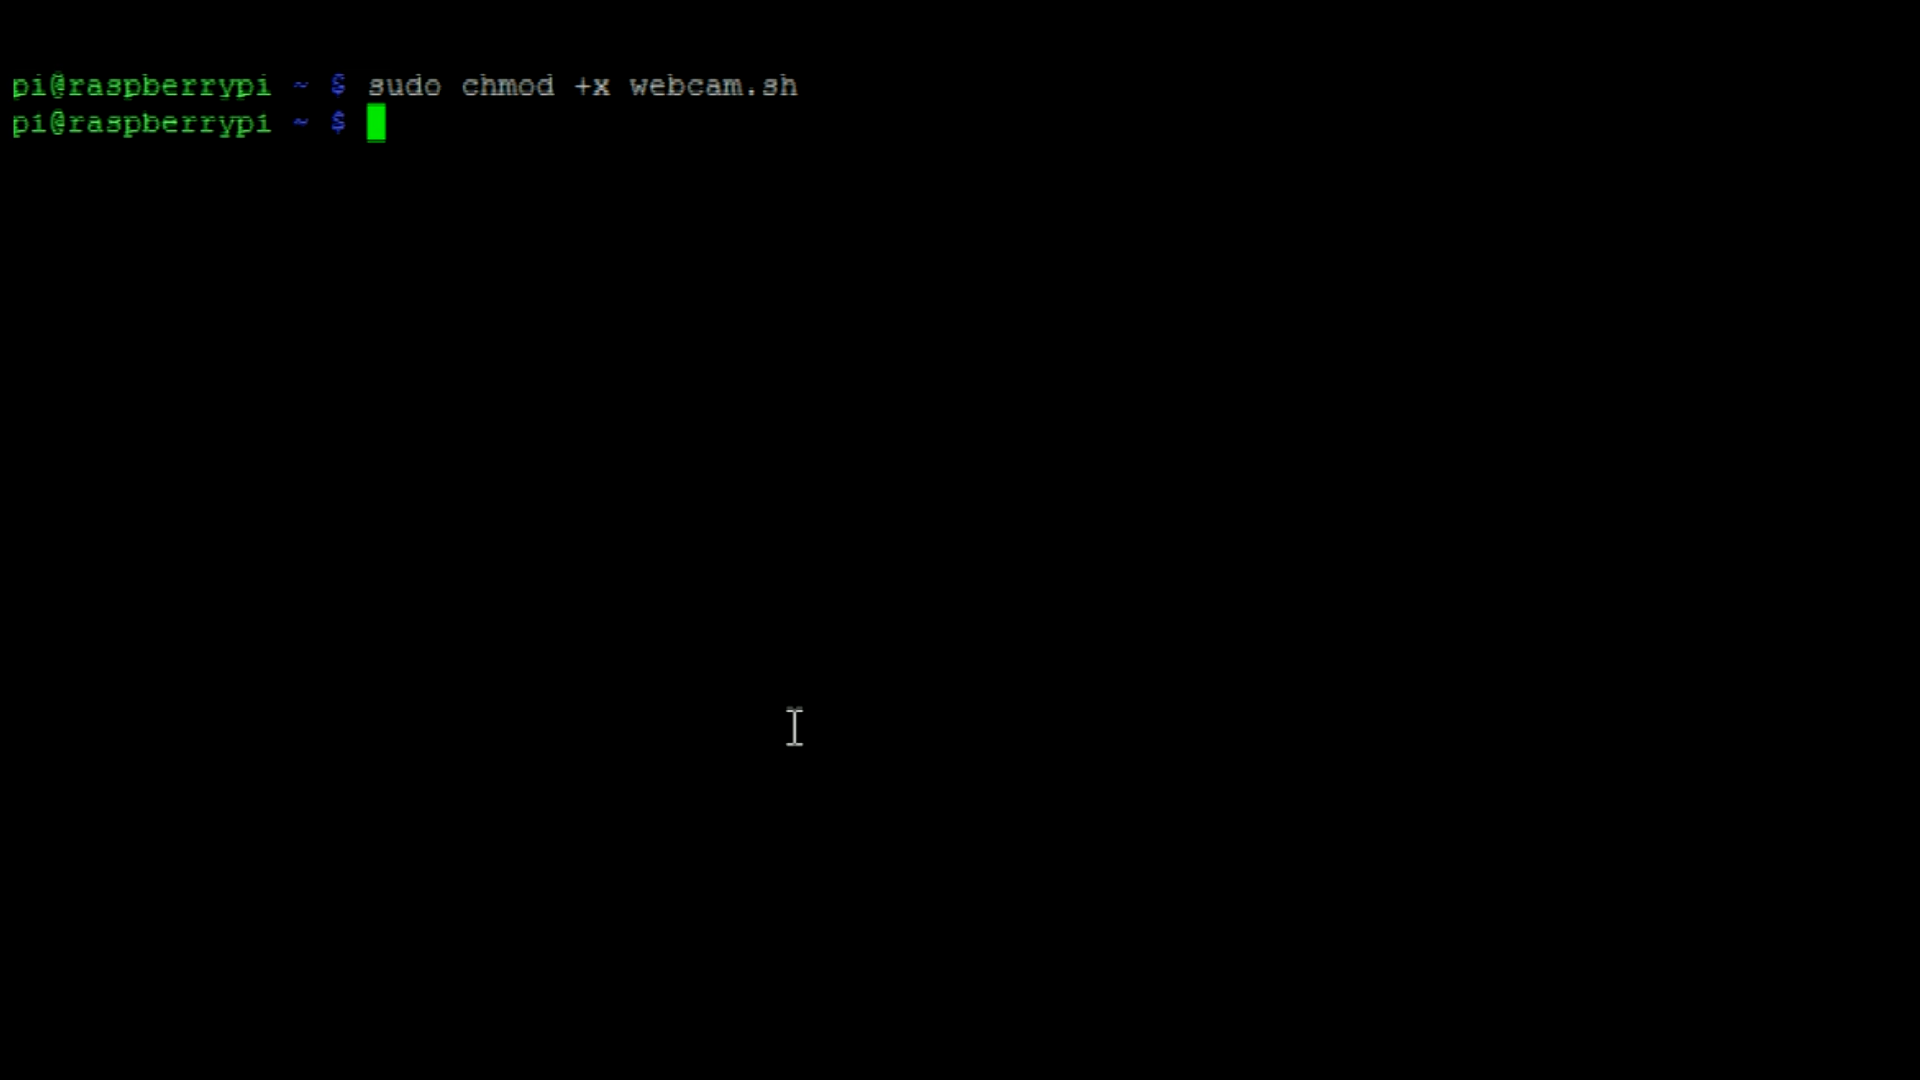 pi@raspberrypi ~ $ sudo chmod +x webcam.sh
pi@raspberrypi ~ $